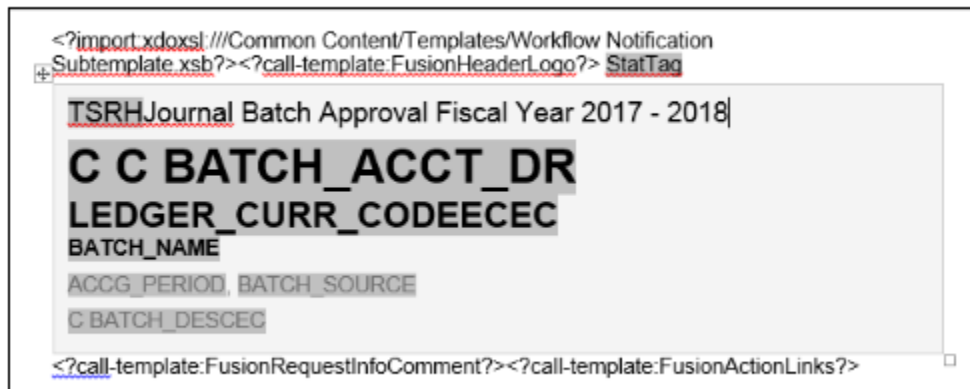 <?import:xdoxsl:///Common Content/Templates/Workflow Notification
Subtemplate.xsb?><?call-template:FusionHeaderLogo?> StatTag
TSRHJournal Batch Approval Fiscal Year 2017 - 2018
C C BATCH_ACCT_DR
LEDGER_CURR_CODEECEC
BATCH_NAME
ACCG_PERIOD, BATCH_SOURCE
C BATCH_DESCEC
<?call-template:FusionRequestInfoComment?><?call-template:FusionActionLinks?>